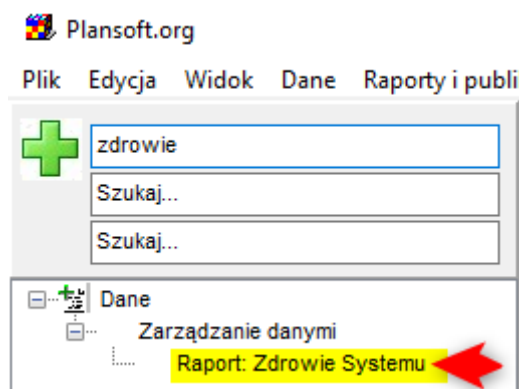 Plansoft.org
Plik Edycja Widok Dane Raporty i publi
zdrowie
Szukaj...
Szukaj...
Dane
Zarządzanie danymi
Raport: Zdrowie Systemu